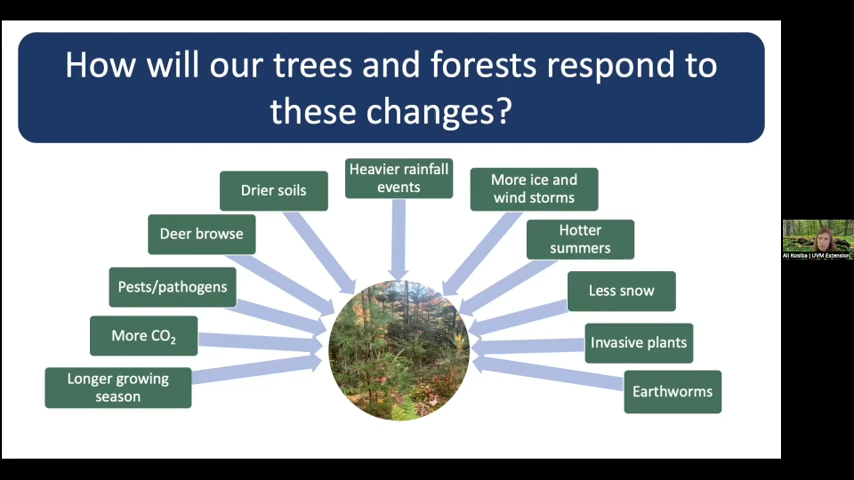 How will our trees and forests respond to
these changes?
Heavier rainfall
events
Drier soils
More ice and
wind storms
Deer browse
Hotter
summers
Pests/pathogens
Less snow
More CO₂
Invasive plants
Longer growing
season
Earthworms
Ali Kosiba | UVM Extension